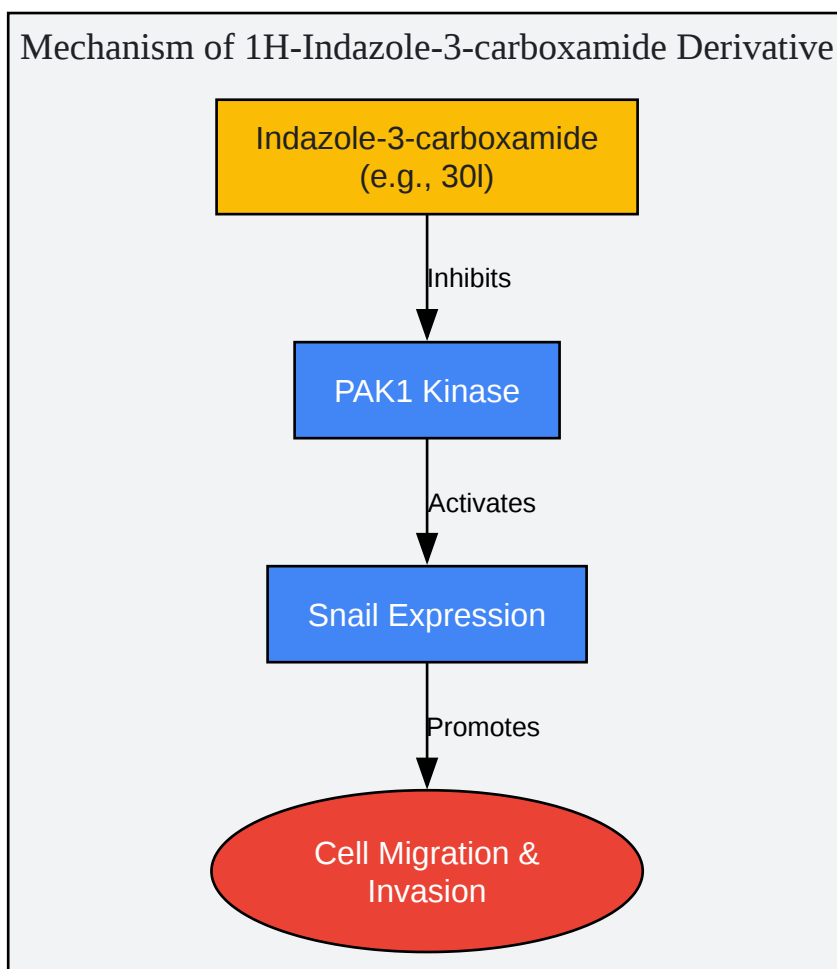 Mechanism of 1H-Indazole-3-carboxamide Derivative
Indazole-3-carboxamide
(e.g., 30l)
Inhibits
PAK1 Kinase
Activates
Snail Expression
Promotes
Cell Migration &
Invasion